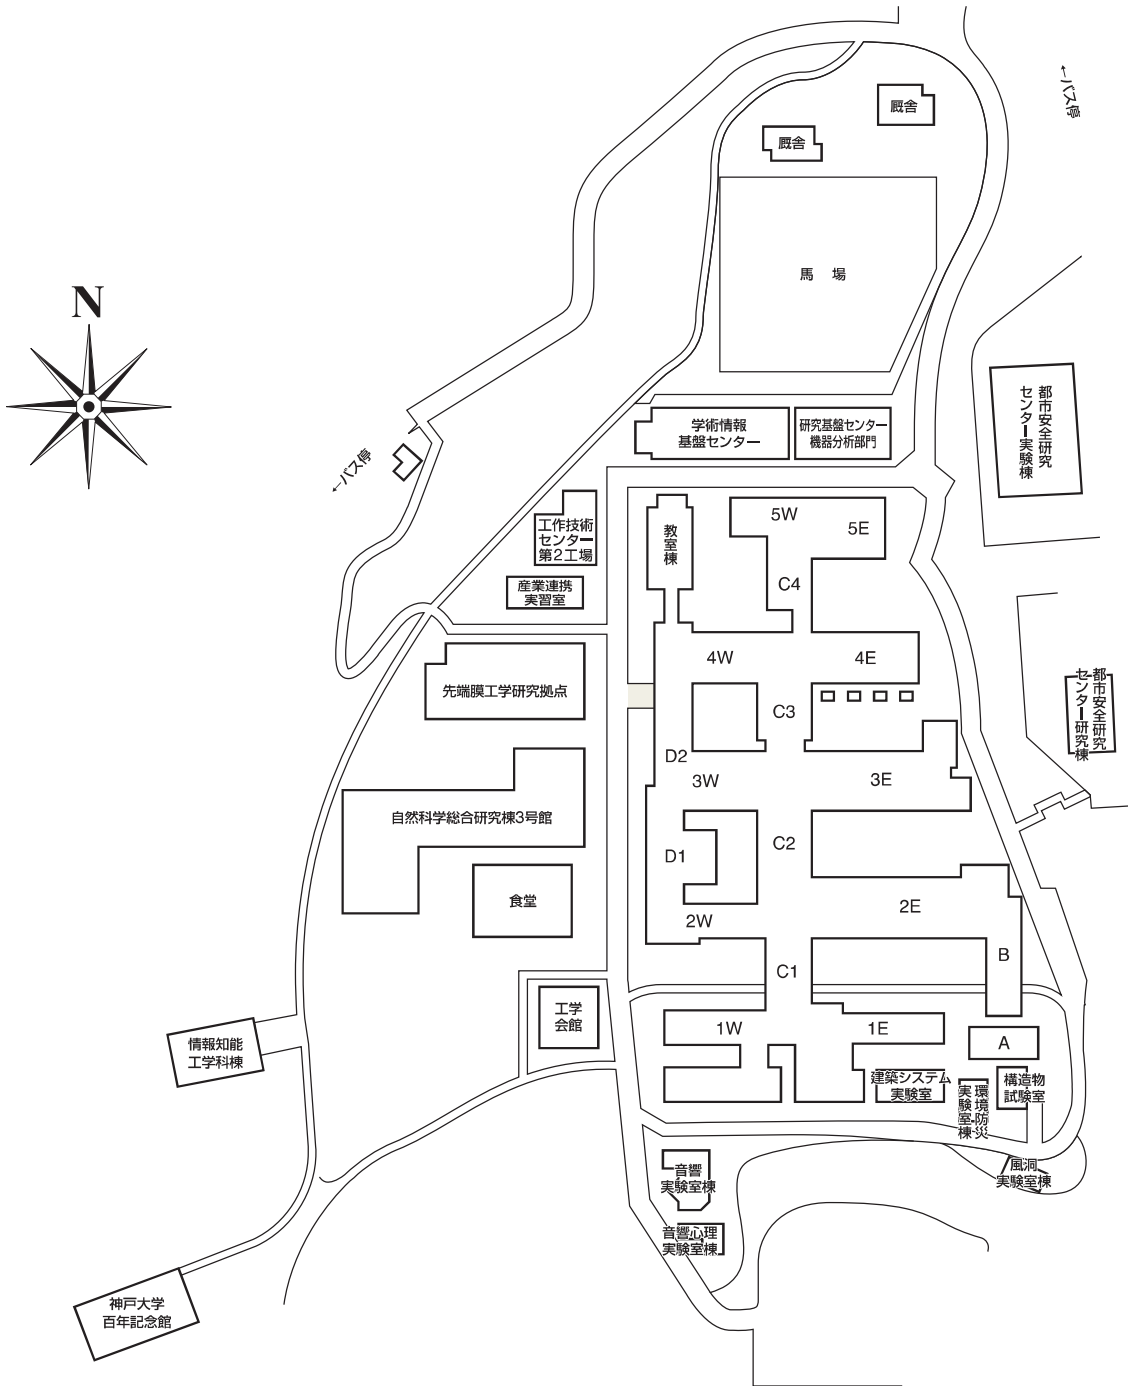 ←バス停
厩舎
厩舎
馬 場
N
都市安全研究
センター実験棟
学術情報
基盤センター
研究基盤センター
機器分析部門
←バス停
工作技術
センター
第2工場
教室棟
5W
5E
産業連携
実習室
C4
4W
4E
先端膜工学研究拠点
都市安全研究
センター研究棟
C3
D2
3W
3E
自然科学総合研究棟3号館
C2
D1
食堂
2W
2E
B
C1
工学
会館
1W
1E
情報知能
工学科棟
A
建築システム
実験室
環境防災
実験室棟
構造物
試験室
音響
実験室棟
風洞
実験室棟
音響心理
実験室棟
神戸大学
百年記念館